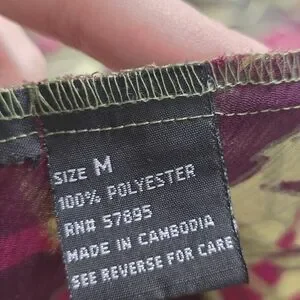 SIZE M
100% POLYESTER
RN# 57895
MADE IN CAMBODIA
SEE REVERSE FOR CARE